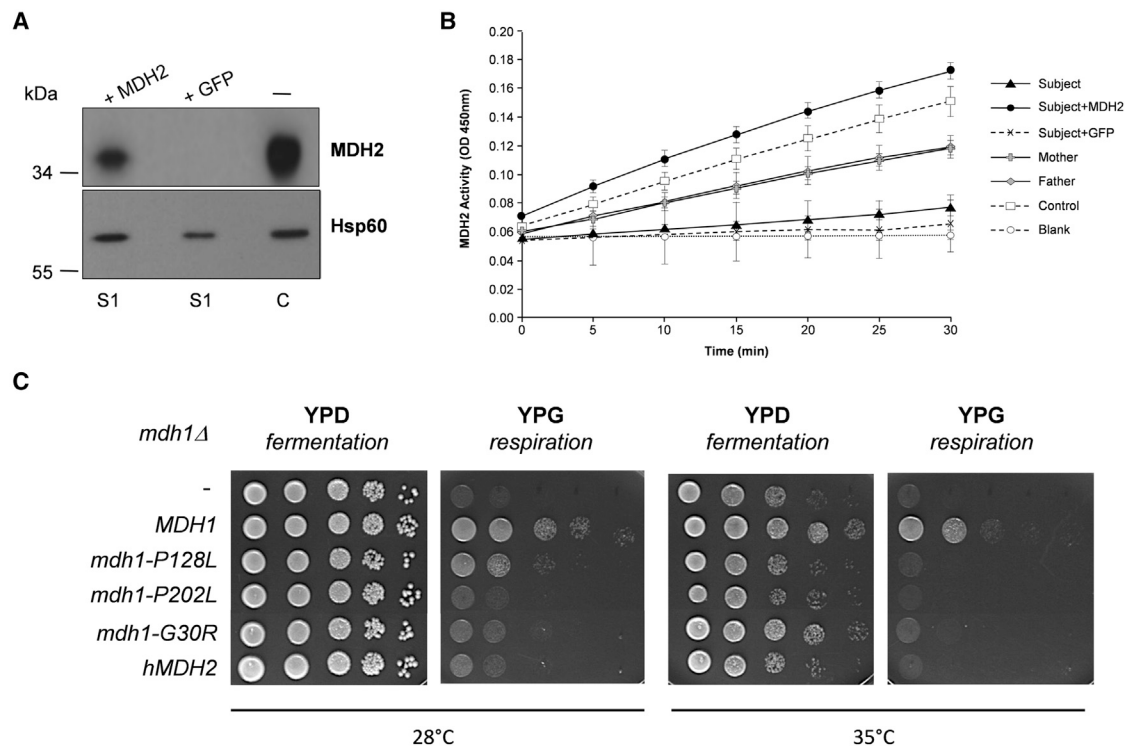 A
kDa
+ MDH2
+ GFP
—
MDH2
34
Hsp60
55
S1 S1 C
B
MDH2 Activity (OD 450nm)
0.20
0.18
0.16
0.14
0.12
0.10
0.08
0.06
0.04
0.02
0.00
0 5 10 15 20 25 30
Time (min)
Subject
Subject+MDH2
Subject+GFP
Mother
Father
Control
Blank
C
mdh1Δ
YPD YPG YPD YPG
fermentation respiration fermentation respiration
-
MDH1
mdh1-P128L
mdh1-P202L
mdh1-G30R
hMDH2
28°C 35°C